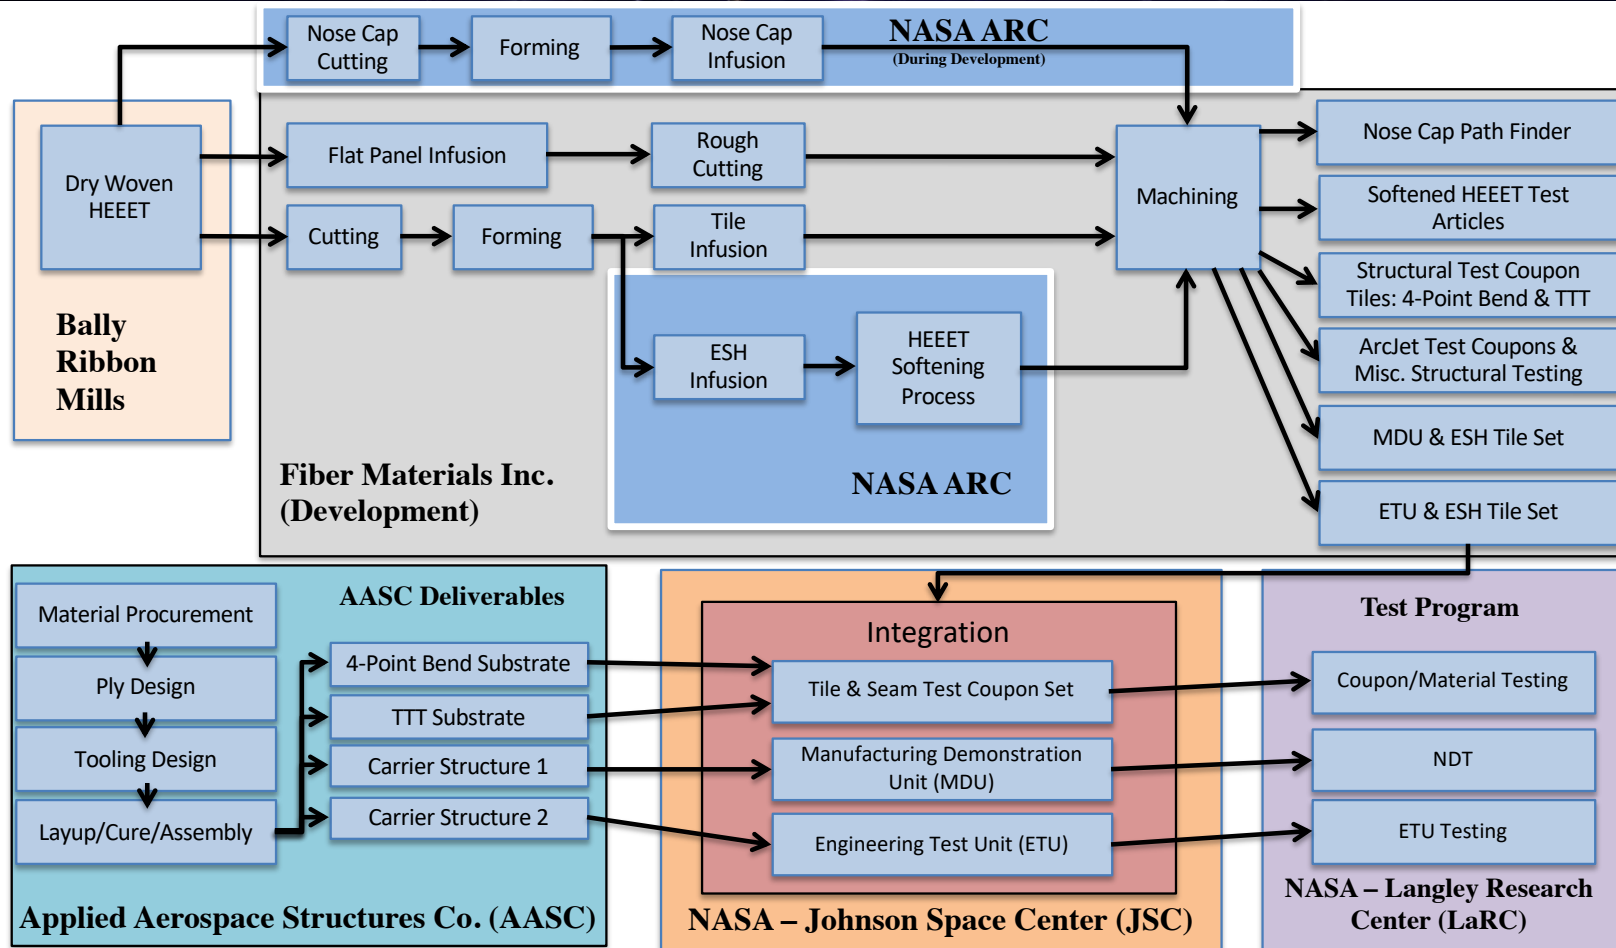 Nose Cap
Cutting
Forming
Nose Cap
Infusion
NASA ARC
(During Development)
Dry Woven
HEEET
Bally
Ribbon
Mills
Flat Panel Infusion
Rough
Cutting
Cutting
Forming
Tile
Infusion
Machining
ESH
Infusion
HEEET
Softening
Process
NASA ARC
Fiber Materials Inc.
(Development)
Nose Cap Path Finder
Softened HEEET Test
Articles
Structural Test Coupon
Tiles: 4-Point Bend & TTT
ArcJet Test Coupons &
Misc. Structural Testing
MDU & ESH Tile Set
ETU & ESH Tile Set
Material Procurement
Ply Design
Tooling Design
Layup/Cure/Assembly
AASC Deliverables
4-Point Bend Substrate
TTT Substrate
Carrier Structure 1
Carrier Structure 2
Applied Aerospace Structures Co. (AASC)
Integration
Tile & Seam Test Coupon Set
Manufacturing Demonstration
Unit (MDU)
Engineering Test Unit (ETU)
NASA – Johnson Space Center (JSC)
Test Program
Coupon/Material Testing
NDT
ETU Testing
NASA – Langley Research
Center (LaRC)